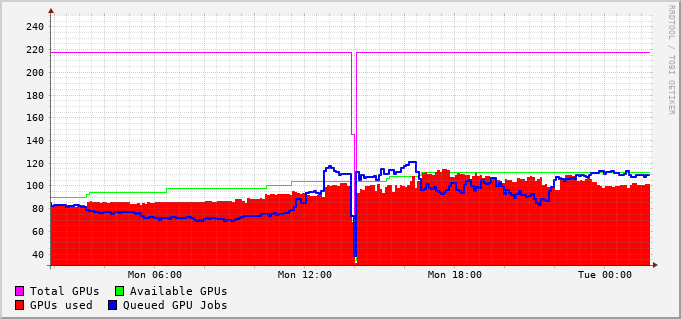 RRDTOOL / TOBI OETIKER
240
220
200
180
160
140
120
100
80
60
40
Mon 06:00 Mon 12:00 Mon 18:00 Tue 00:00
Total GPUs Available GPUs
GPUs used Queued GPU Jobs